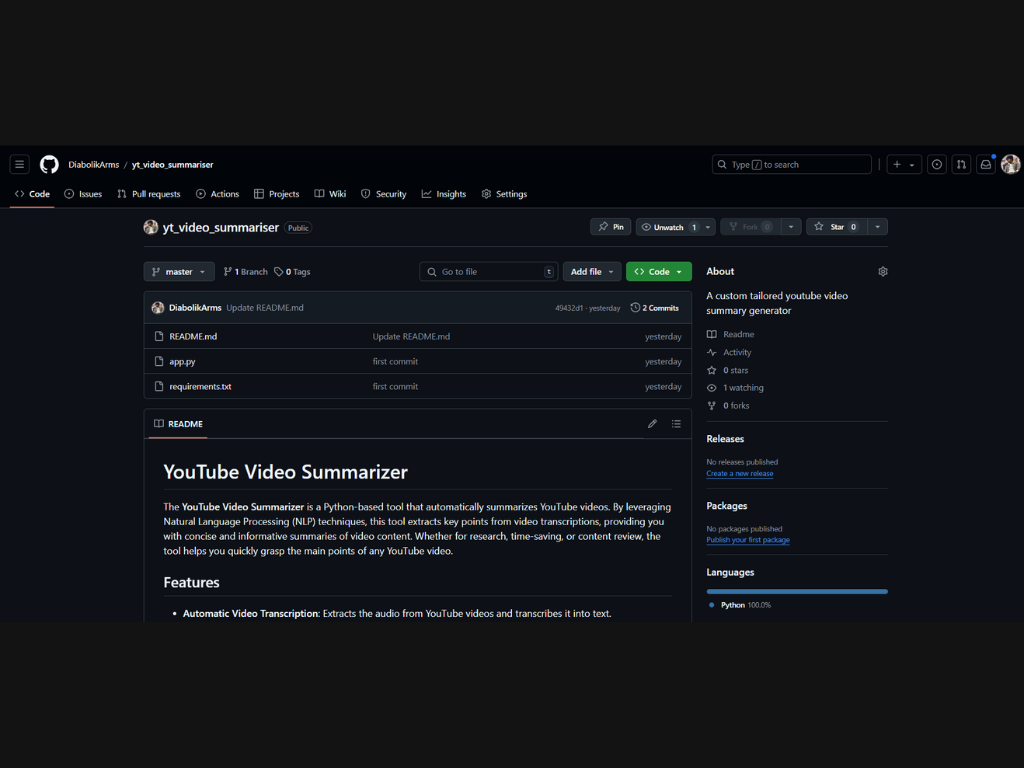 DiabolikArms / yt_video_summariser
Type / to search
Code Issues Pull requests Actions Projects Wiki Security Insights Settings
yt_video_summariser Public
Pin Unwatch 1 Fork 0 Star 0
master 1 Branch 0 Tags
Go to file t Add file Code
DiabolikArms Update README.md 49432d1 · yesterday 2 Commits
README.md Update README.md yesterday
app.py first commit yesterday
requirements.txt first commit yesterday
README
YouTube Video Summarizer
The YouTube Video Summarizer is a Python-based tool that automatically summarizes YouTube videos. By leveraging
Natural Language Processing (NLP) techniques, this tool extracts key points from video transcriptions, providing you
with concise and informative summaries of video content. Whether for research, time-saving, or content review, the
tool helps you quickly grasp the main points of any YouTube video.
Features
• Automatic Video Transcription: Extracts the audio from YouTube videos and transcribes it into text.
About
A custom tailored youtube video
summary generator
Readme
Activity
0 stars
1 watching
0 forks
Releases
No releases published
Create a new release
Packages
No packages published
Publish your first package
Languages
Python 100.0%